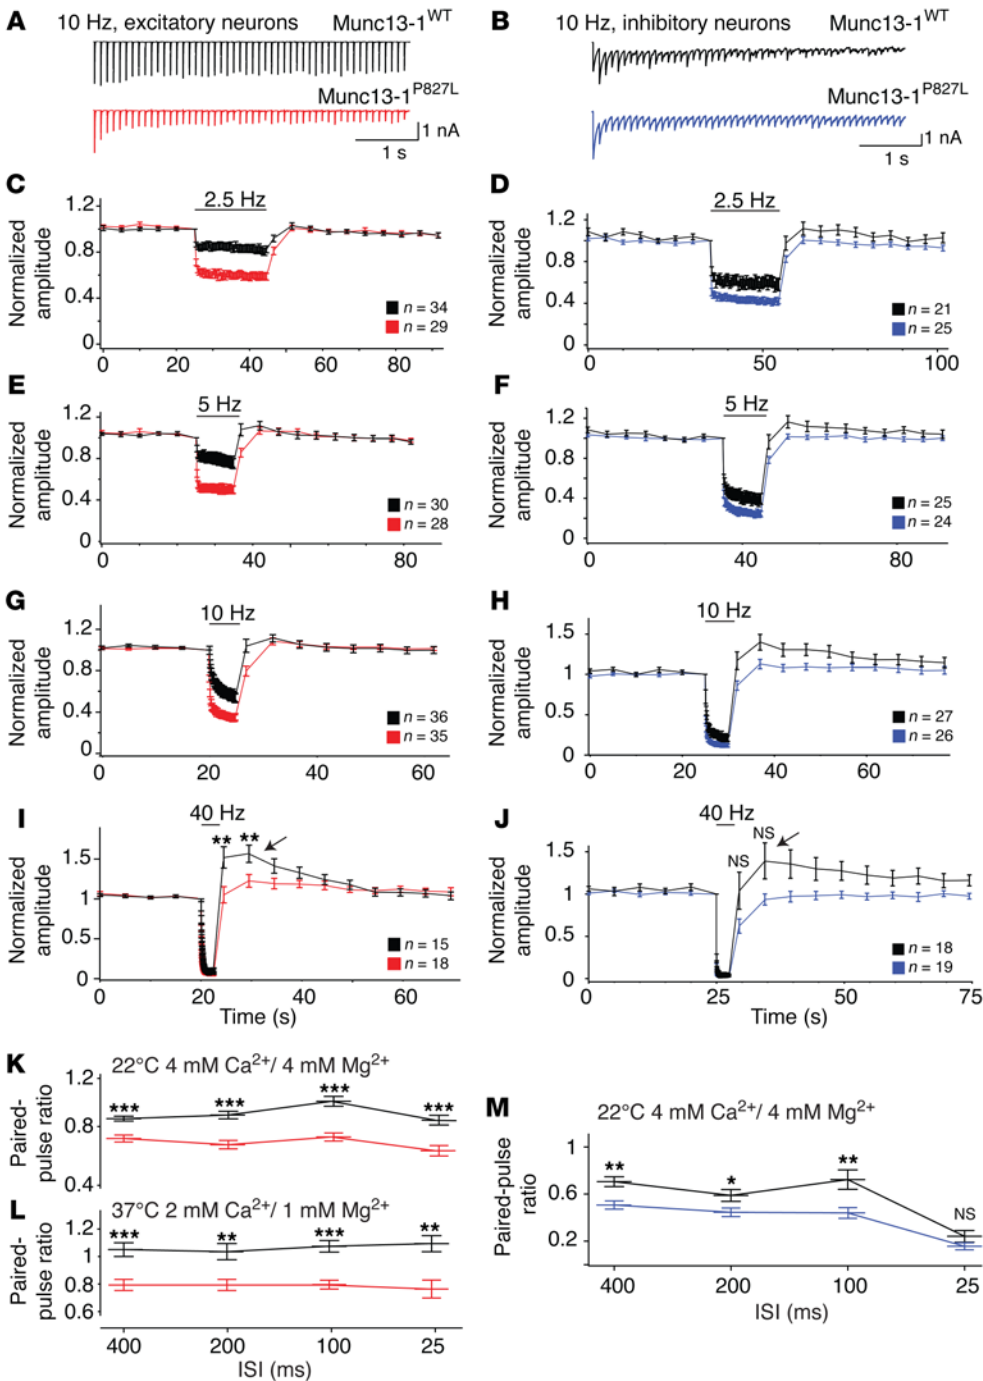 A 10 Hz, excitatory neurons Munc13-1WT
Munc13-1P827L
1 nA
1 s
B 10 Hz, inhibitory neurons Munc13-1WT
Munc13-1P827L
1 nA
1 s
C
2.5 Hz
Normalized amplitude
1.2
0.8
0.4
0
n = 34
n = 29
0 20 40 60 80
D
2.5 Hz
Normalized amplitude
1.2
0.8
0.4
0
n = 21
n = 25
0 50 100
E
5 Hz
Normalized amplitude
1.2
0.8
0.4
0
n = 30
n = 28
0 20 40 60 80
F
5 Hz
Normalized amplitude
1.2
0.8
0.4
0
n = 25
n = 24
0 40 80
G
10 Hz
Normalized amplitude
1.2
0.8
0.4
0
n = 36
n = 35
0 20 40 60
H
10 Hz
Normalized amplitude
1.5
1
0.5
0
n = 27
n = 26
0 20 40 60
I
40 Hz
** **
Normalized amplitude
1.5
1
0.5
0
n = 15
n = 18
0 20 40 60
Time (s)
J
40 Hz
NS NS
Normalized amplitude
1.5
1
0.5
0
n = 18
n = 19
0 25 50 75
Time (s)
K 22°C 4 mM Ca2+/ 4 mM Mg2+
Paired-pulse ratio
1.2
0.8
0.4
*** *** *** ***
L 37°C 2 mM Ca2+/ 1 mM Mg2+
Paired-pulse ratio
1.2
1
0.8
0.6
*** ** *** **
400 200 100 25
ISI (ms)
M 22°C 4 mM Ca2+/ 4 mM Mg2+
Paired-pulse ratio
1
0.6
0.2
** * ** NS
400 200 100 25
ISI (ms)